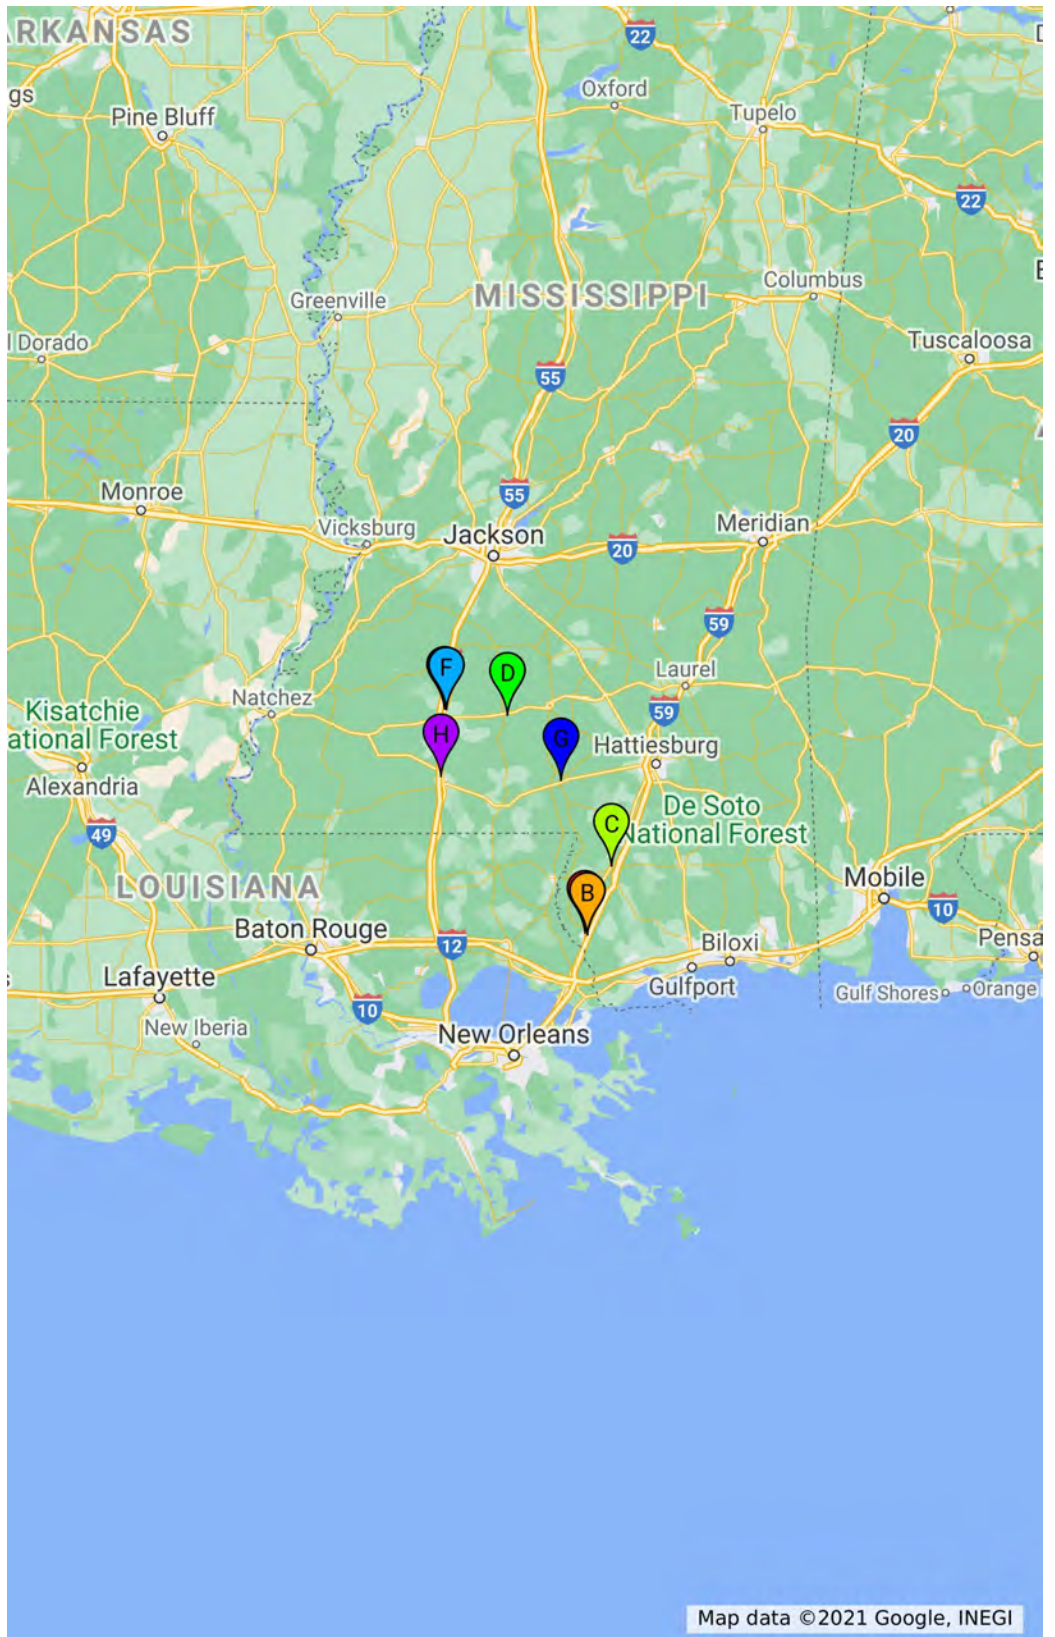 ARKANSAS
22
D
gs
Oxford
Pine Bluff
Tupelo
22
E
Columbus
MISSISSIPPI
Greenville
l Dorado
Tuscaloosa
55
20
Monroe
55
Vicksburg
Jackson
Meridian
20
59
F
D
Laurel
Natchez
Kisatchie
ational Forest
59
H
G
Hattiesburg
Alexandria
De Soto
National Forest
C
49
LOUISIANA
Mobile
B
10
Baton Rouge
12
Biloxi
Pensa
Lafayette
Gulfport
Gulf Shores
Orange
10
New Iberia
New Orleans
Map data ©2021 Google, INEGI